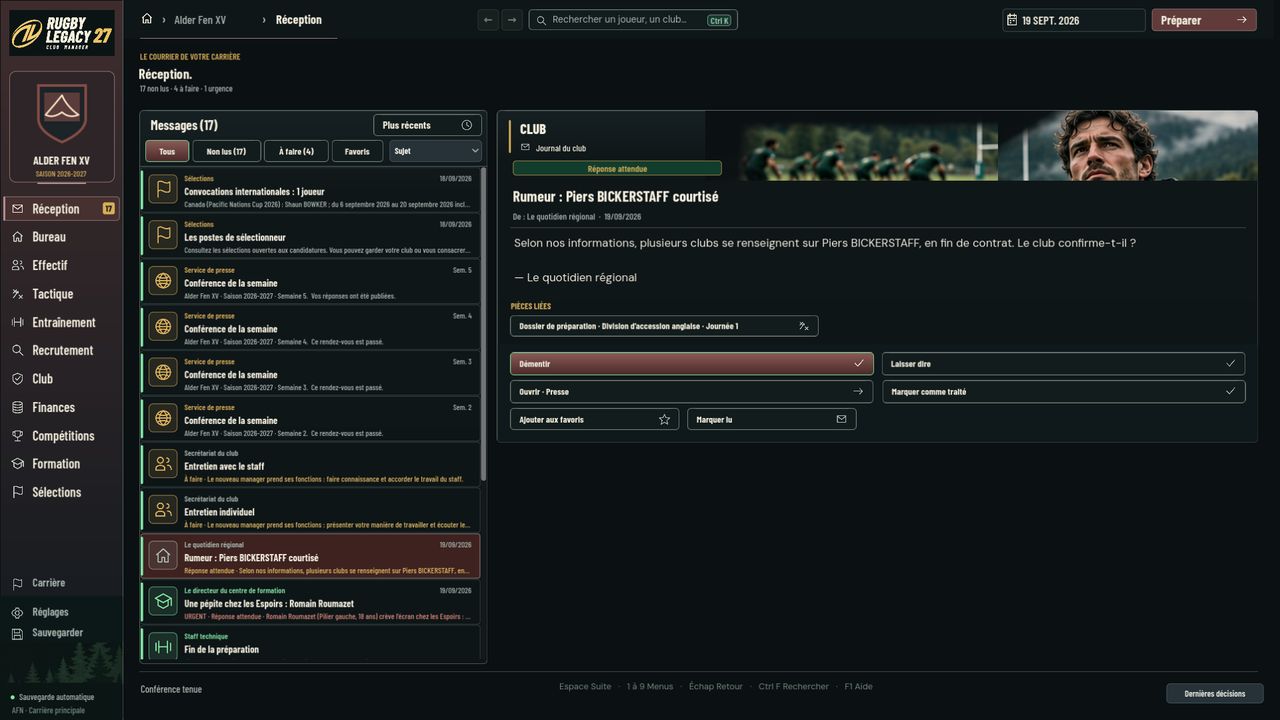 RUGBY
LEGACY 27
CLUB MANAGER
ALDER FEN XV
SAISON 2026-2027
Réception 17
Bureau
Effectif
Tactique
Entraînement
Recrutement
Club
Finances
Compétitions
Formation
Sélections
Carrière
Réglages
Sauvegarder
Sauvegarde automatique
AFN · Carrière principale
Alder Fen XV › Réception
← → Rechercher un joueur, un club... Ctrl K
19 SEPT. 2026
Préparer →
LE COURRIER DE VOTRE CARRIÈRE
Réception.
17 non lus · 4 à faire · 1 urgence
Messages (17)
Plus récents
Tous
Non lus (17)
À faire (4)
Favoris
Sujet
Sélections 18/09/2026
Convocations internationales : 1 joueur
Canada (Pacific Nations Cup 2026) : Shaun BOWKER ; du 6 septembre 2026 au 20 septembre 2026 incl...
Sélections 18/09/2026
Les postes de sélectionneur
Consultez les sélections ouvertes aux candidatures. Vous pouvez garder votre club ou vous consacrer...
Service de presse Sem. 5
Conférence de la semaine
Alder Fen XV · Saison 2026-2027 · Semaine 5. Vos réponses ont été publiées.
Service de presse Sem. 4
Conférence de la semaine
Alder Fen XV · Saison 2026-2027 · Semaine 4. Ce rendez-vous est passé.
Service de presse Sem. 3
Conférence de la semaine
Alder Fen XV · Saison 2026-2027 · Semaine 3. Ce rendez-vous est passé.
Service de presse Sem. 2
Conférence de la semaine
Alder Fen XV · Saison 2026-2027 · Semaine 2. Ce rendez-vous est passé.
Secrétariat du club
Entretien avec le staff
À faire · Le nouveau manager prend ses fonctions : faire connaissance et accorder le travail du staff.
Secrétariat du club
Entretien individuel
À faire · Le nouveau manager prend ses fonctions : présenter votre manière de travailler et écouter le...
Le quotidien régional 19/09/2026
Rumeur : Piers BICKERSTAFF courtisé
Réponse attendue · Selon nos informations, plusieurs clubs se renseignent sur Piers BICKERSTAFF, en...
Le directeur du centre de formation 19/09/2026
Une pépite chez les Espoirs : Romain Roumazet
URGENT · Réponse attendue · Romain Roumazet (Pilier gauche, 18 ans) crève l'écran chez les Espoirs : ...
Staff technique
Fin de la préparation
CLUB
Journal du club
Réponse attendue
Rumeur : Piers BICKERSTAFF courtisé
De : Le quotidien régional · 19/09/2026
Selon nos informations, plusieurs clubs se renseignent sur Piers BICKERSTAFF, en fin de contrat. Le club confirme-t-il ?
— Le quotidien régional
PIÈCES LIÉES
Dossier de préparation · Division d'accession anglaise · Journée 1
Démentir
Laisser dire
Ouvrir · Presse →
Marquer comme traité
Ajouter aux favoris
Marquer lu
Conférence tenue
Espace Suite · 1 à 9 Menus · Échap Retour · Ctrl F Rechercher · F1 Aide
Dernières décisions